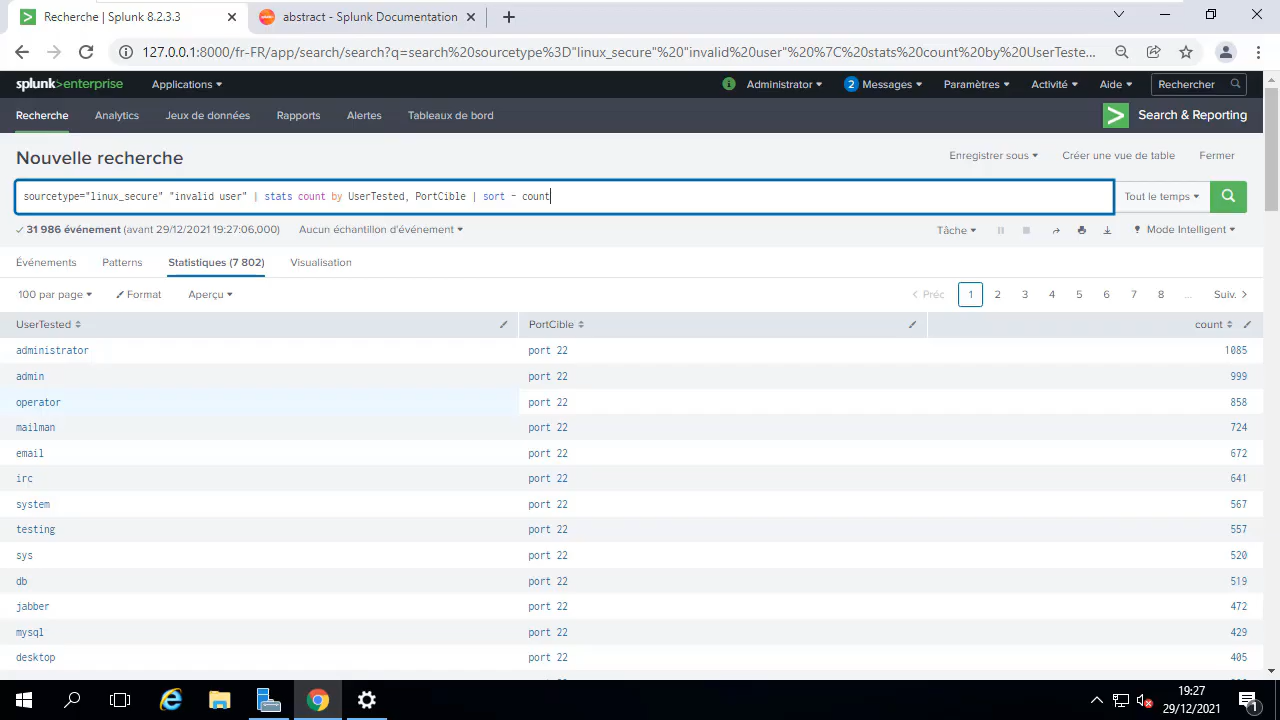 Recherche | Splunk 8.2.3.3
abstract - Splunk Documentation
127.0.0.1:8000/fr-FR/app/search/search?q=search%20sourcetype%3D"linux_secure"%20"invalid%20user"%20%7C%20stats%20count%20by%20UserTeste...
splunk>enterprise
Applications
Administrator
2
Messages
Paramètres
Activité
Aide
Rechercher
Recherche
Analytics
Jeux de données
Rapports
Alertes
Tableaux de bord
Search & Reporting
Nouvelle recherche
Enregistrer sous
Créer une vue de table
Fermer
sourcetype="linux_secure" "invalid user" | stats count by UserTested, PortCible | sort - count
Tout le temps
31 986 événement (avant 29/12/2021 19:27:06,000)
Aucun échantillon d'événement
Tâche
Mode Intelligent
Événements
Patterns
Statistiques (7 802)
Visualisation
100 par page
Format
Aperçu
Préc
1
2
3
4
5
6
7
8
...
Suiv.
UserTested
PortCible
count
administrator port 22 1085
admin port 22 999
operator port 22 858
mailman port 22 724
email port 22 672
irc port 22 641
system port 22 567
testing port 22 557
sys port 22 520
db port 22 519
jabber port 22 472
mysql port 22 429
desktop port 22 405
19:27
29/12/2021
1